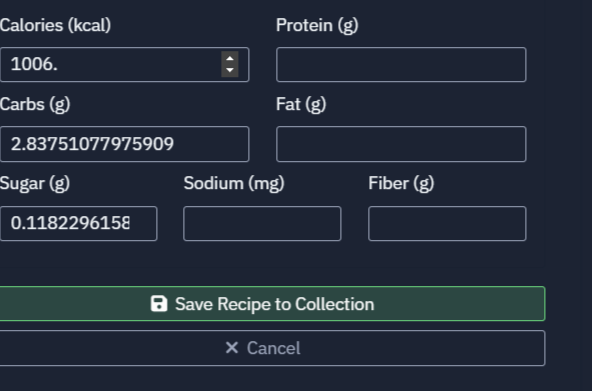 Calories (kcal) Protein (g)
1006.
Carbs (g) Fat (g)
2.83751077975909
Sugar (g) Sodium (mg) Fiber (g)
0.1182296158
Save Recipe to Collection
Cancel